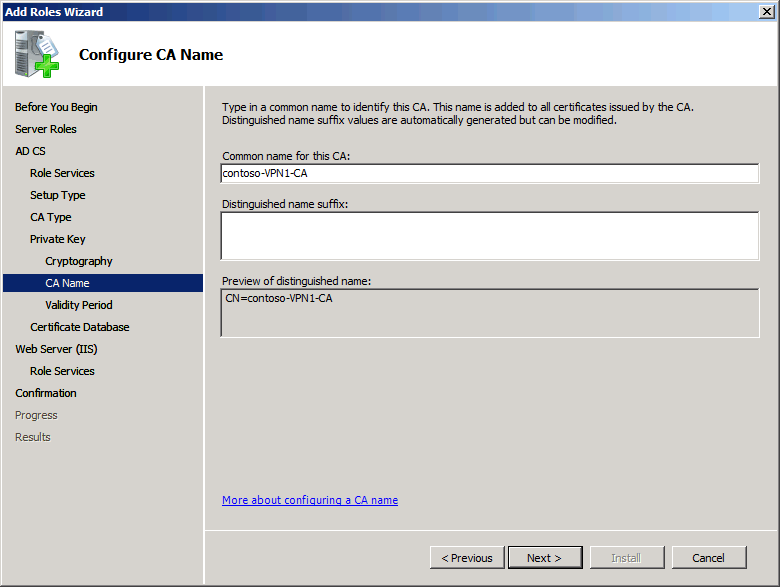 Add Roles Wizard
Configure CA Name
Before You Begin
Server Roles
AD CS
Role Services
Setup Type
CA Type
Private Key
Cryptography
CA Name
Validity Period
Certificate Database
Web Server (IIS)
Role Services
Confirmation
Progress
Results
Type in a common name to identify this CA. This name is added to all certificates issued by the CA.
Distinguished name suffix values are automatically generated but can be modified.
Common name for this CA:
contoso-VPN1-CA
Distinguished name suffix:
Preview of distinguished name:
CN=contoso-VPN1-CA
More about configuring a CA name
< Previous
Next >
Install
Cancel